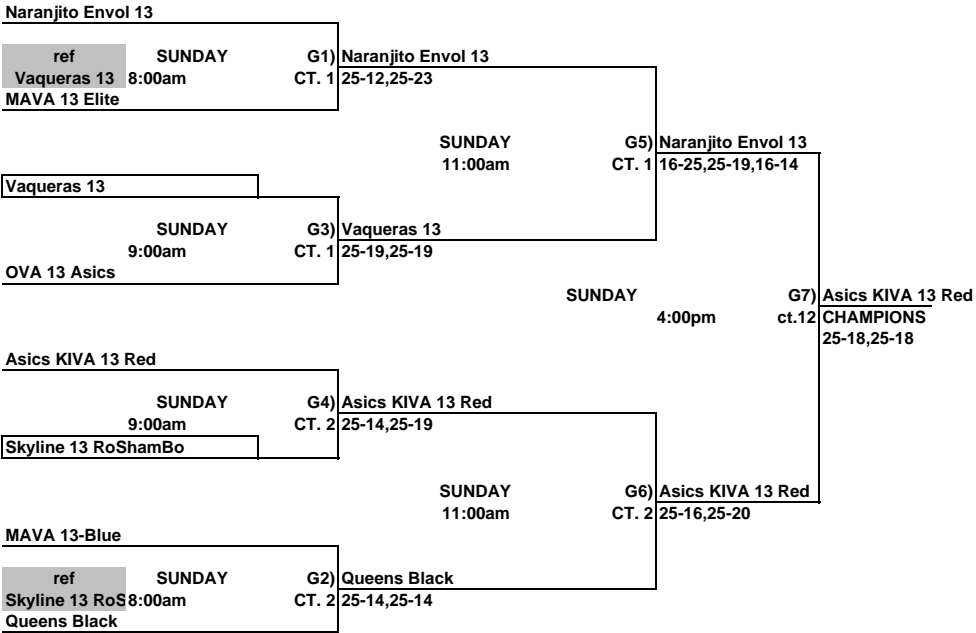 Naranjito Envol 13
ref SUNDAY G1) Naranjito Envol 13
Vaqueras 13 8:00am CT. 1 25-12,25-23
MAVA 13 Elite
SUNDAY G5) Naranjito Envol 13
11:00am CT. 1 16-25,25-19,16-14
Vaqueras 13
SUNDAY G3) Vaqueras 13
9:00am CT. 1 25-19,25-19
OVA 13 Asics
SUNDAY G7) Asics KIVA 13 Red
4:00pm ct.12 CHAMPIONS
25-18,25-18
Asics KIVA 13 Red
SUNDAY G4) Asics KIVA 13 Red
9:00am CT. 2 25-14,25-19
Skyline 13 RoShamBo
SUNDAY G6) Asics KIVA 13 Red
11:00am CT. 2 25-16,25-20
MAVA 13-Blue
ref SUNDAY G2) Queens Black
Skyline 13 RoS 8:00am CT. 2 25-14,25-14
Queens Black